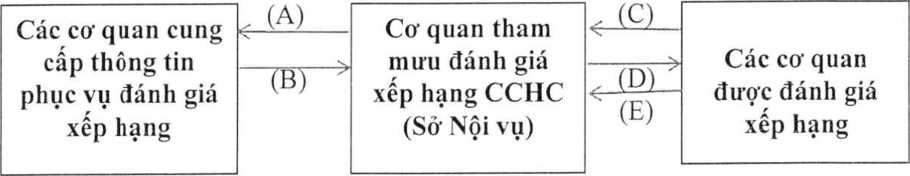 Các cơ quan cung
cấp thông tin
phục vụ đánh giá
xếp hạng
(A)
(B)
Cơ quan tham
mưu đánh giá
xếp hạng CCHC
(Sở Nội vụ)
(C)
(D)
(E)
Các cơ quan
được đánh giá
xếp hạng